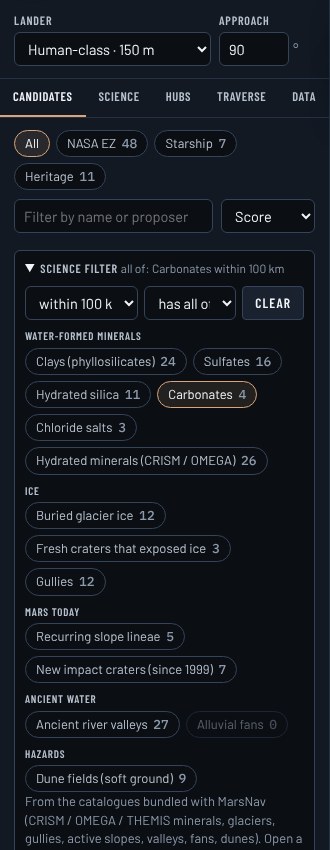 LANDER APPROACH
Human-class · 150 m 90 °
CANDIDATES SCIENCE HUBS TRAVERSE DATA
All NASA EZ 48 Starship 7
Heritage 11
Filter by name or proposer Score
▼ SCIENCE FILTER all of: Carbonates within 100 km
within 100 k has all of CLEAR
WATER-FORMED MINERALS
Clays (phyllosilicates) 24 Sulfates 16
Hydrated silica 11 Carbonates 4
Chloride salts 3
Hydrated minerals (CRISM / OMEGA) 26
ICE
Buried glacier ice 12
Fresh craters that exposed ice 3
Gullies 12
MARS TODAY
Recurring slope lineae 5
New impact craters (since 1999) 7
ANCIENT WATER
Ancient river valleys 27 Alluvial fans 0
HAZARDS
Dune fields (soft ground) 9
From the catalogues bundled with MarsNav
(CRISM / OMEGA / THEMIS minerals, glaciers,
gullies, active slopes, valleys, fans, dunes). Open a